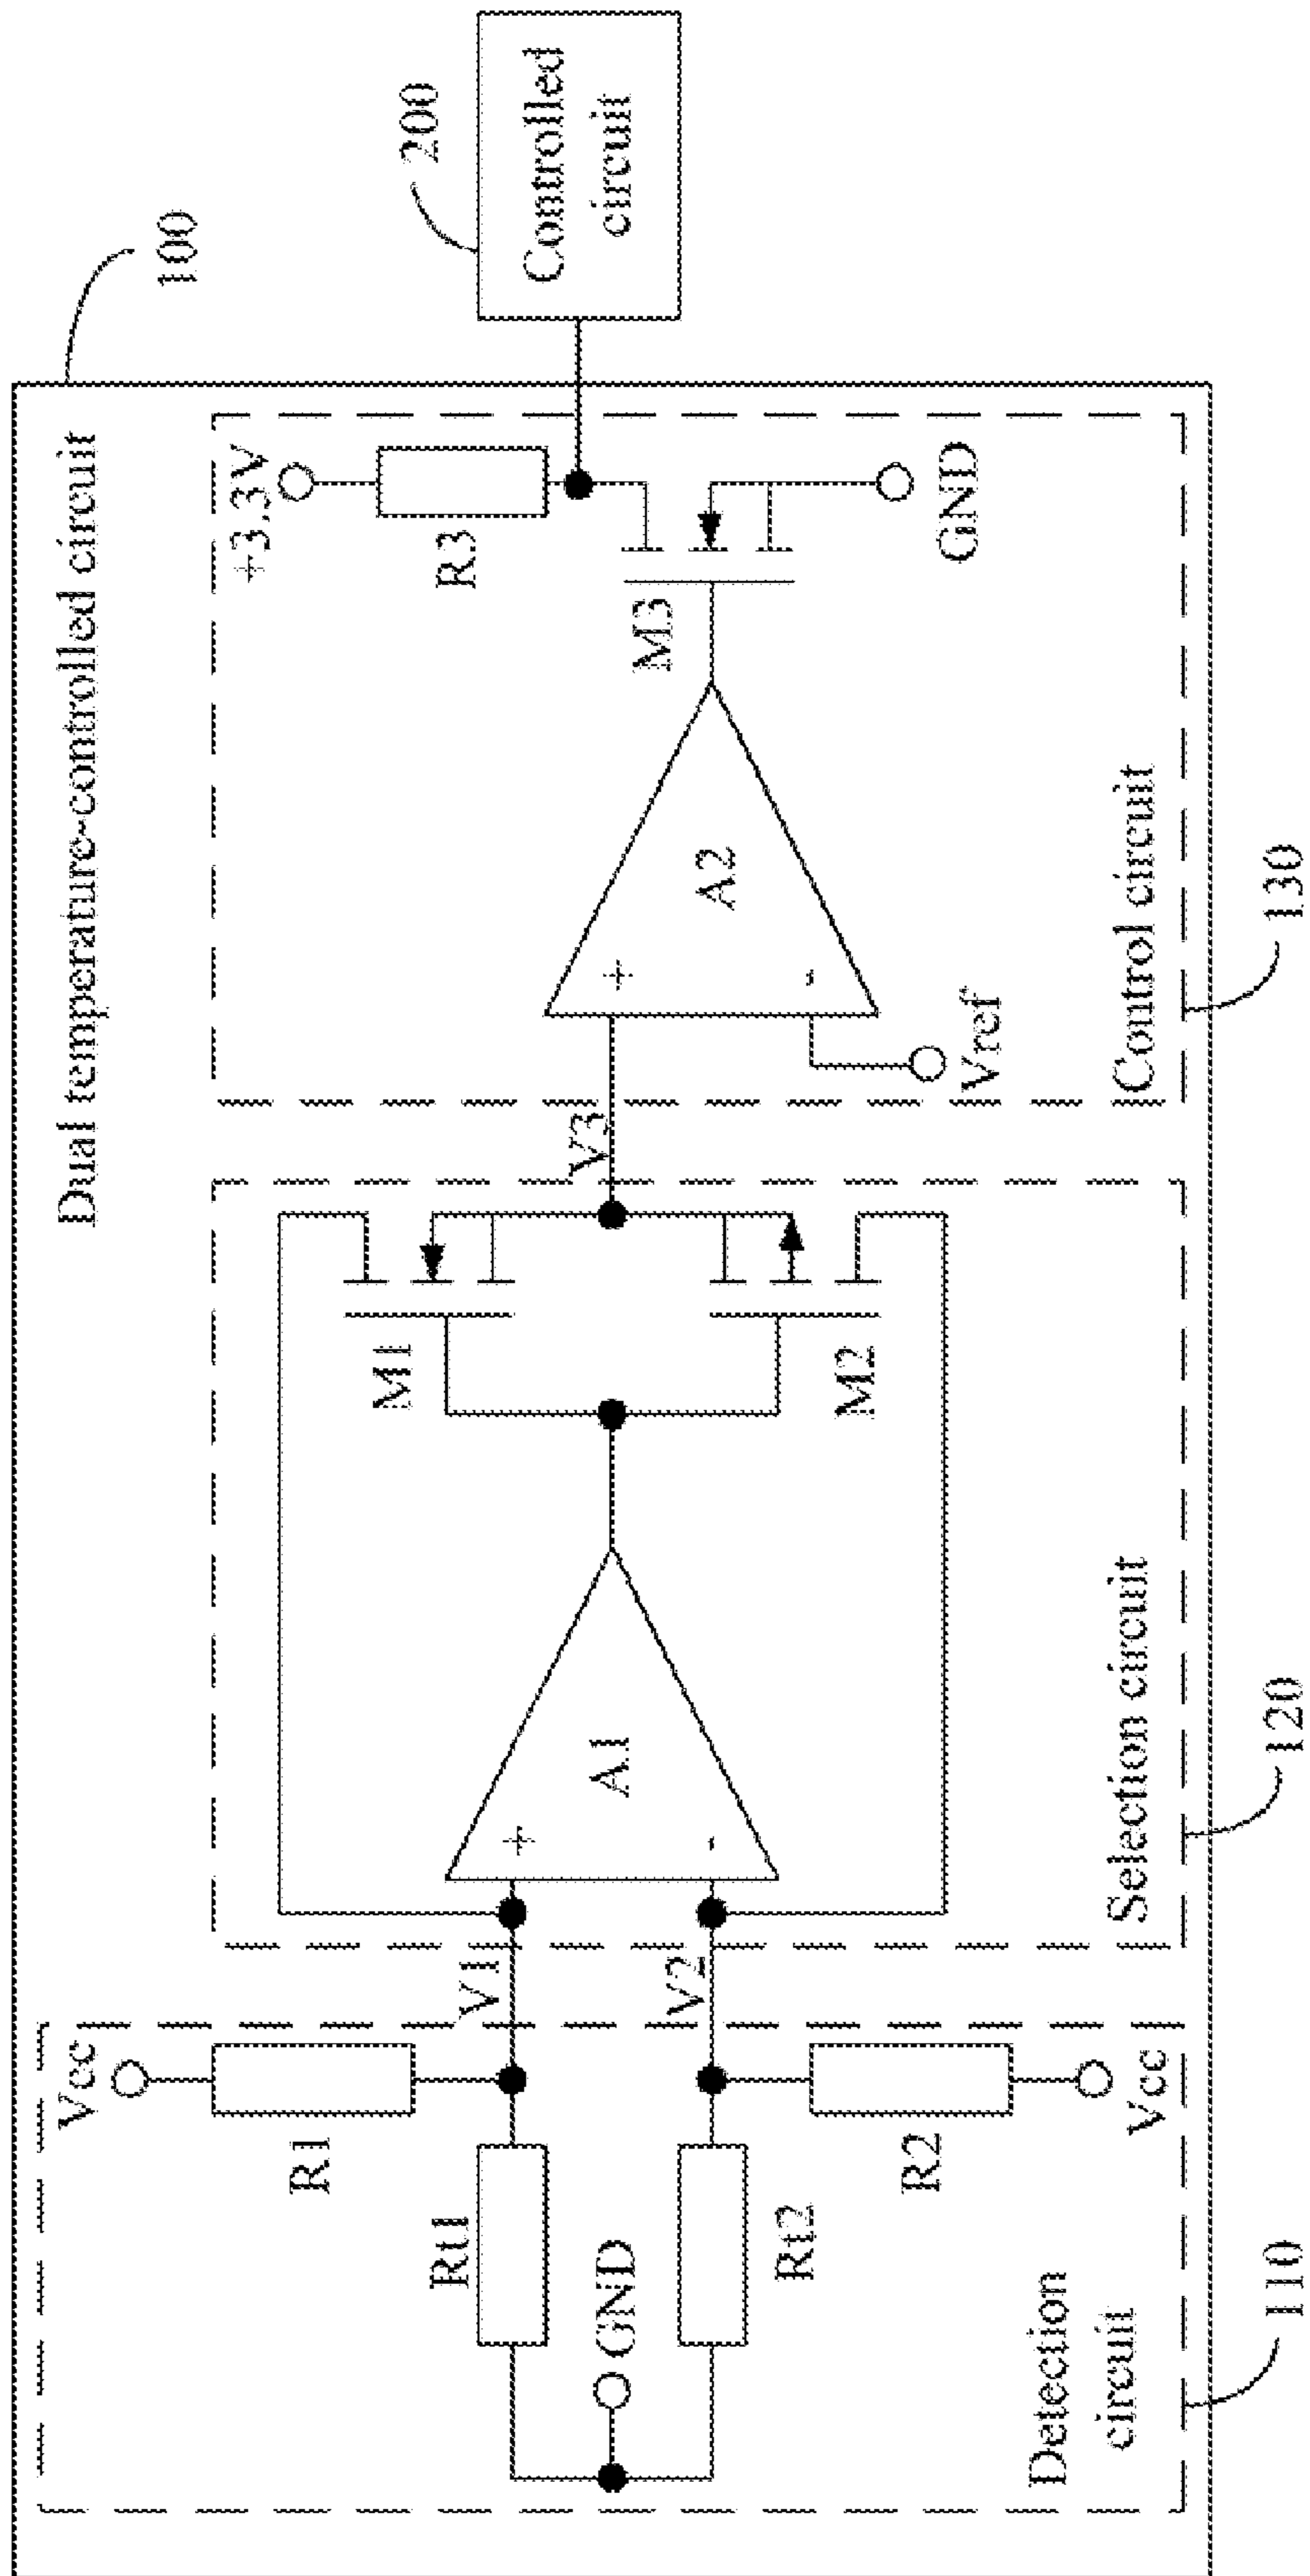 Dual temperature-controlled circuit
100
Vcc
R1
Rt1
GND
Rt2
R2
Vcc
Detection
circuit
110
V1
V2
+
-
A1
M1
M2
Selection circuit
120
V3
+
-
A2
Vref
M3
+3.3V
R3
GND
Control circuit
130
200
Controlled
circuit